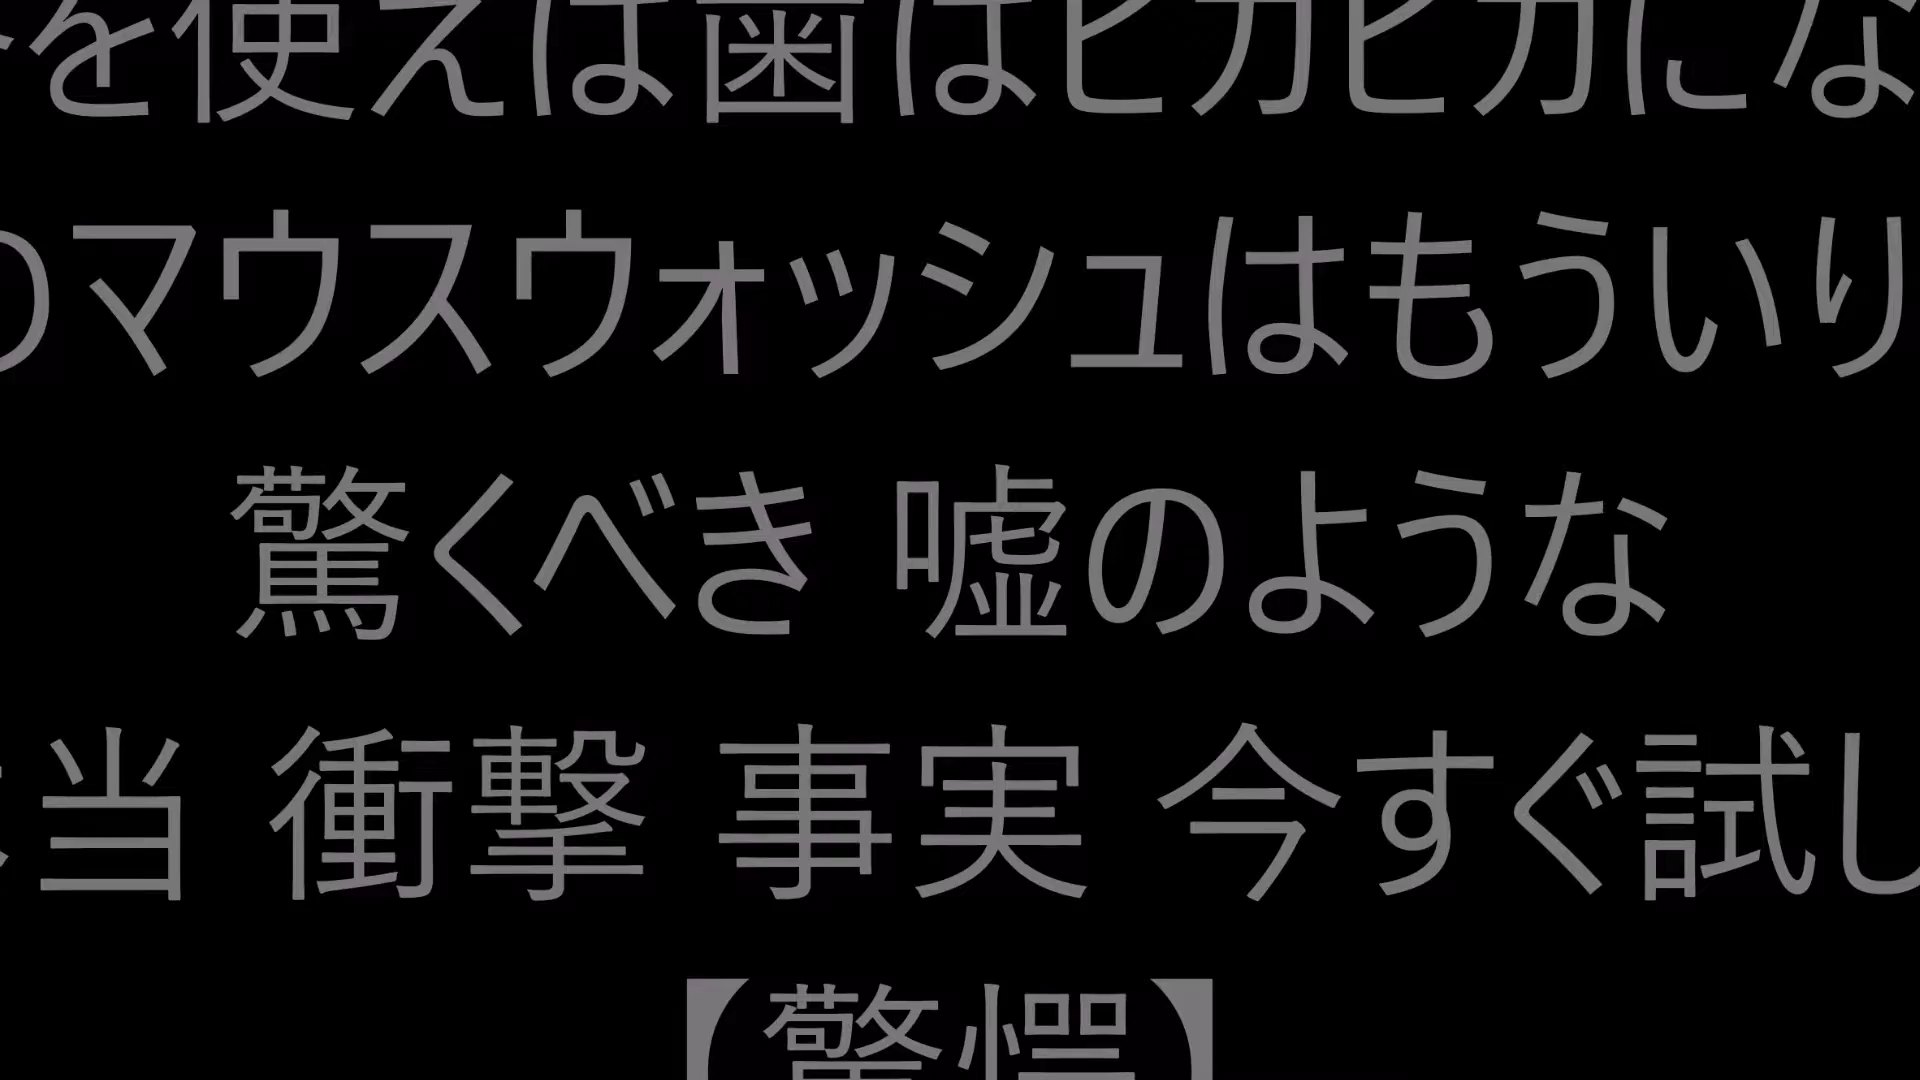 を使えば歯はピカピカにな
のマウスウォッシュはもういり
驚くべき 嘘のような
当 衝撃 事実 今すぐ試し
【驚愕】